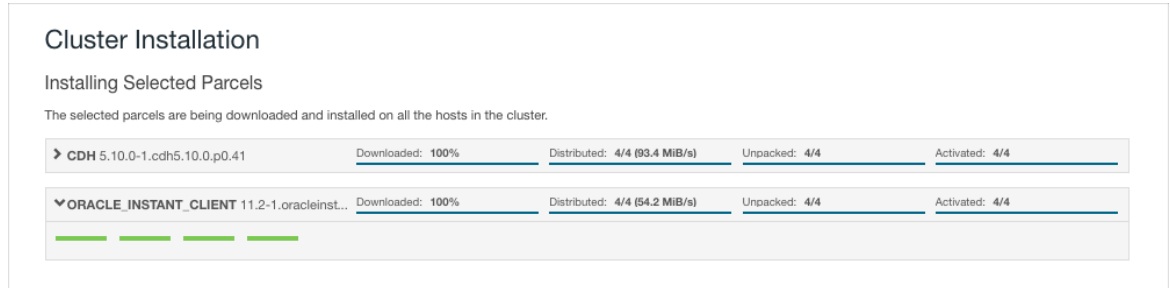 Cluster Installation
Installing Selected Parcels
The selected parcels are being downloaded and installed on all the hosts in the cluster.
CDH 5.10.0-1.cdh5.10.0.p0.41 Downloaded: 100% Distributed: 4/4 (93.4 MiB/s) Unpacked: 4/4 Activated: 4/4
ORACLE_INSTANT_CLIENT 11.2-1.oracleinst... Downloaded: 100% Distributed: 4/4 (54.2 MiB/s) Unpacked: 4/4 Activated: 4/4